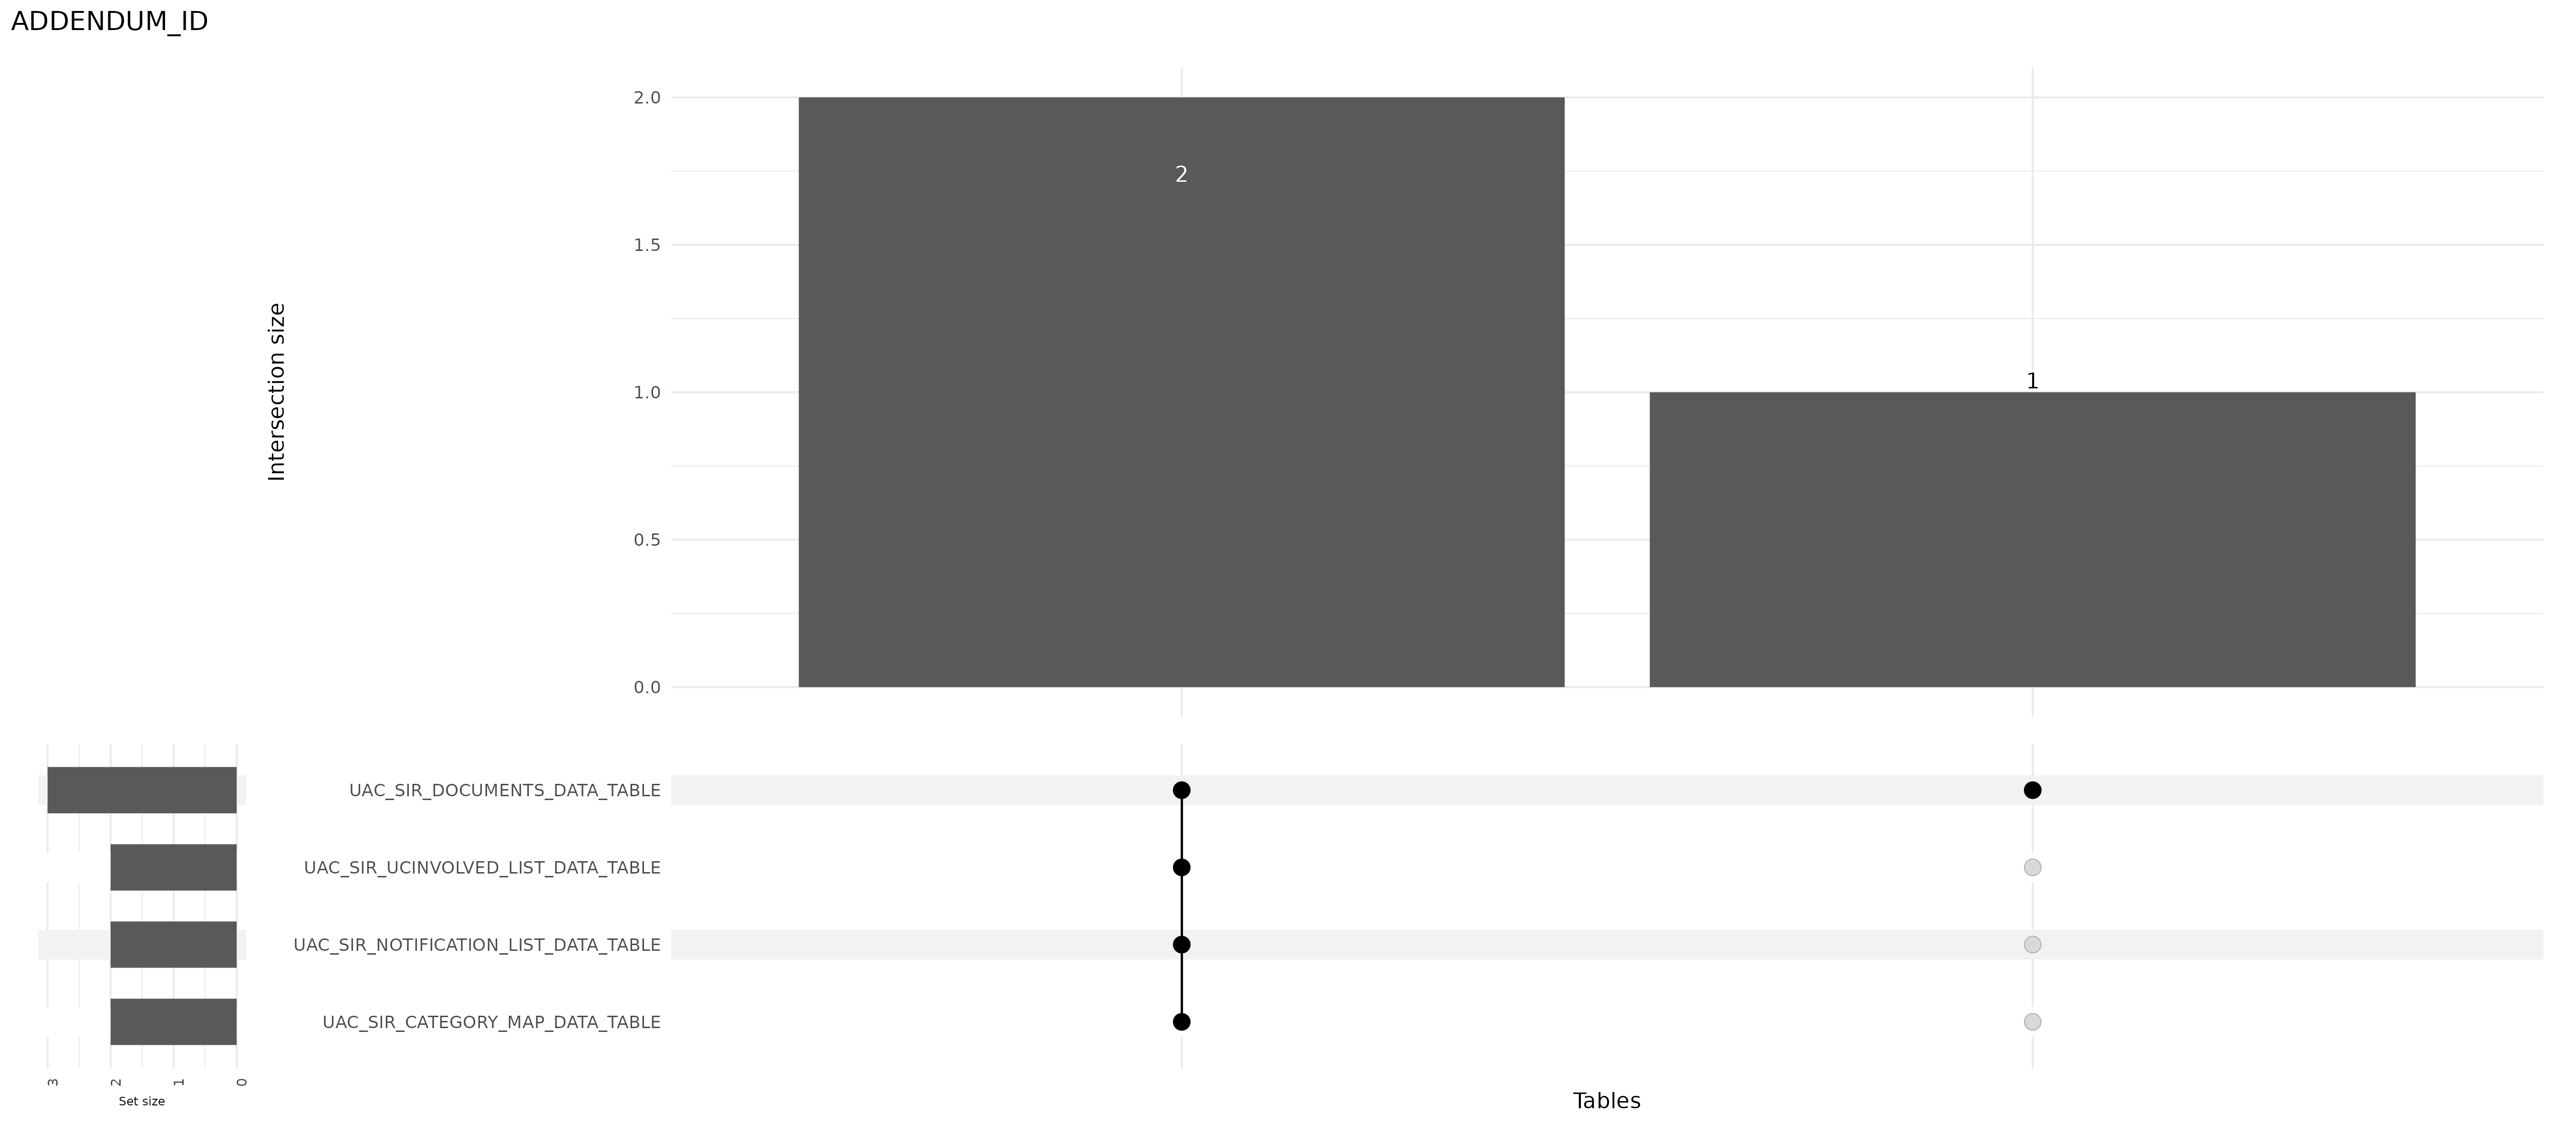 ADDENDUM_ID
Intersection size
2.0
1.5
1.0
0.5
0.0
2
1
UAC_SIR_DOCUMENTS_DATA_TABLE
UAC_SIR_UCINVOLVED_LIST_DATA_TABLE
UAC_SIR_NOTIFICATION_LIST_DATA_TABLE
UAC_SIR_CATEGORY_MAP_DATA_TABLE
3
2
1
0
Set size
Tables